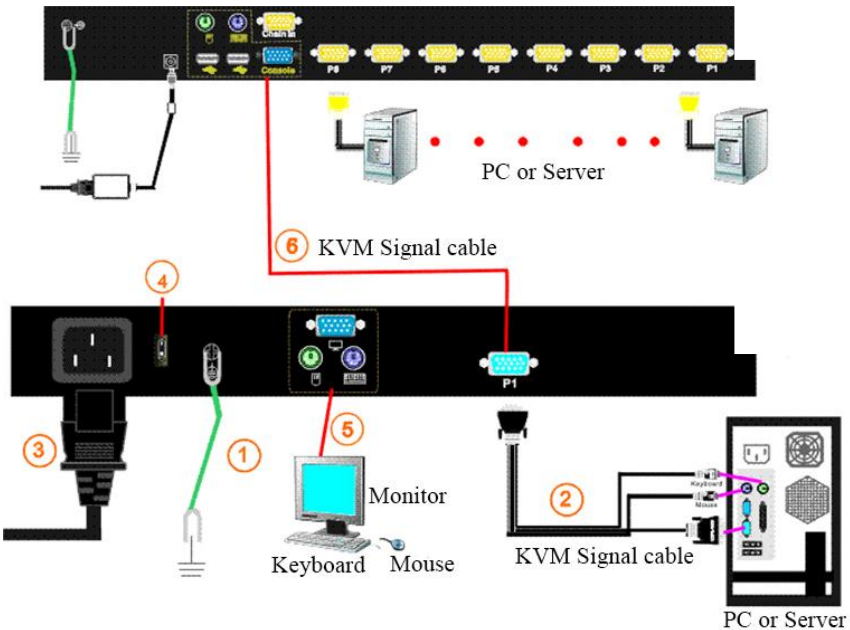 Chain In
Console
P8
P7
P6
P5
P4
P3
P2
P1
PC or Server
6
KVM Signal cable
4
P1
3
1
5
2
Monitor
Keyboard
Mouse
Keyboard
Mouse
KVM Signal cable
PC or Server